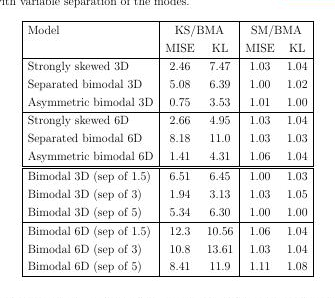 with variable separation of the modes.
Model KS/BMA SM/BMA
MISE KL MISE KL
Strongly skewed 3D 2.46 7.47 1.03 1.04
Separated bimodal 3D 5.08 6.39 1.00 1.02
Asymmetric bimodal 3D 0.75 3.53 1.01 1.00
Strongly skewed 6D 2.66 4.95 1.03 1.04
Separated bimodal 6D 8.18 11.0 1.03 1.03
Asymmetric bimodal 6D 1.41 4.31 1.06 1.04
Bimodal 3D (sep of 1.5) 6.51 6.45 1.00 1.03
Bimodal 3D (sep of 3) 1.94 3.13 1.03 1.05
Bimodal 3D (sep of 5) 5.34 6.30 1.00 1.00
Bimodal 6D (sep of 1.5) 12.3 10.56 1.06 1.04
Bimodal 6D (sep of 3) 10.8 13.61 1.03 1.04
Bimodal 6D (sep of 5) 8.41 11.9 1.11 1.08